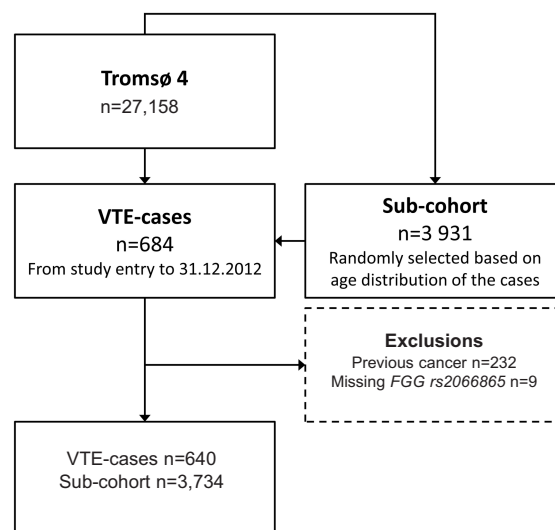 Tromsø 4
n=27,158
VTE-cases
n=684
From study entry to 31.12.2012
Sub-cohort
n=3 931
Randomly selected based on
age distribution of the cases
Exclusions
Previous cancer n=232
Missing FGG rs2066865 n=9
VTE-cases n=640
Sub-cohort n=3,734